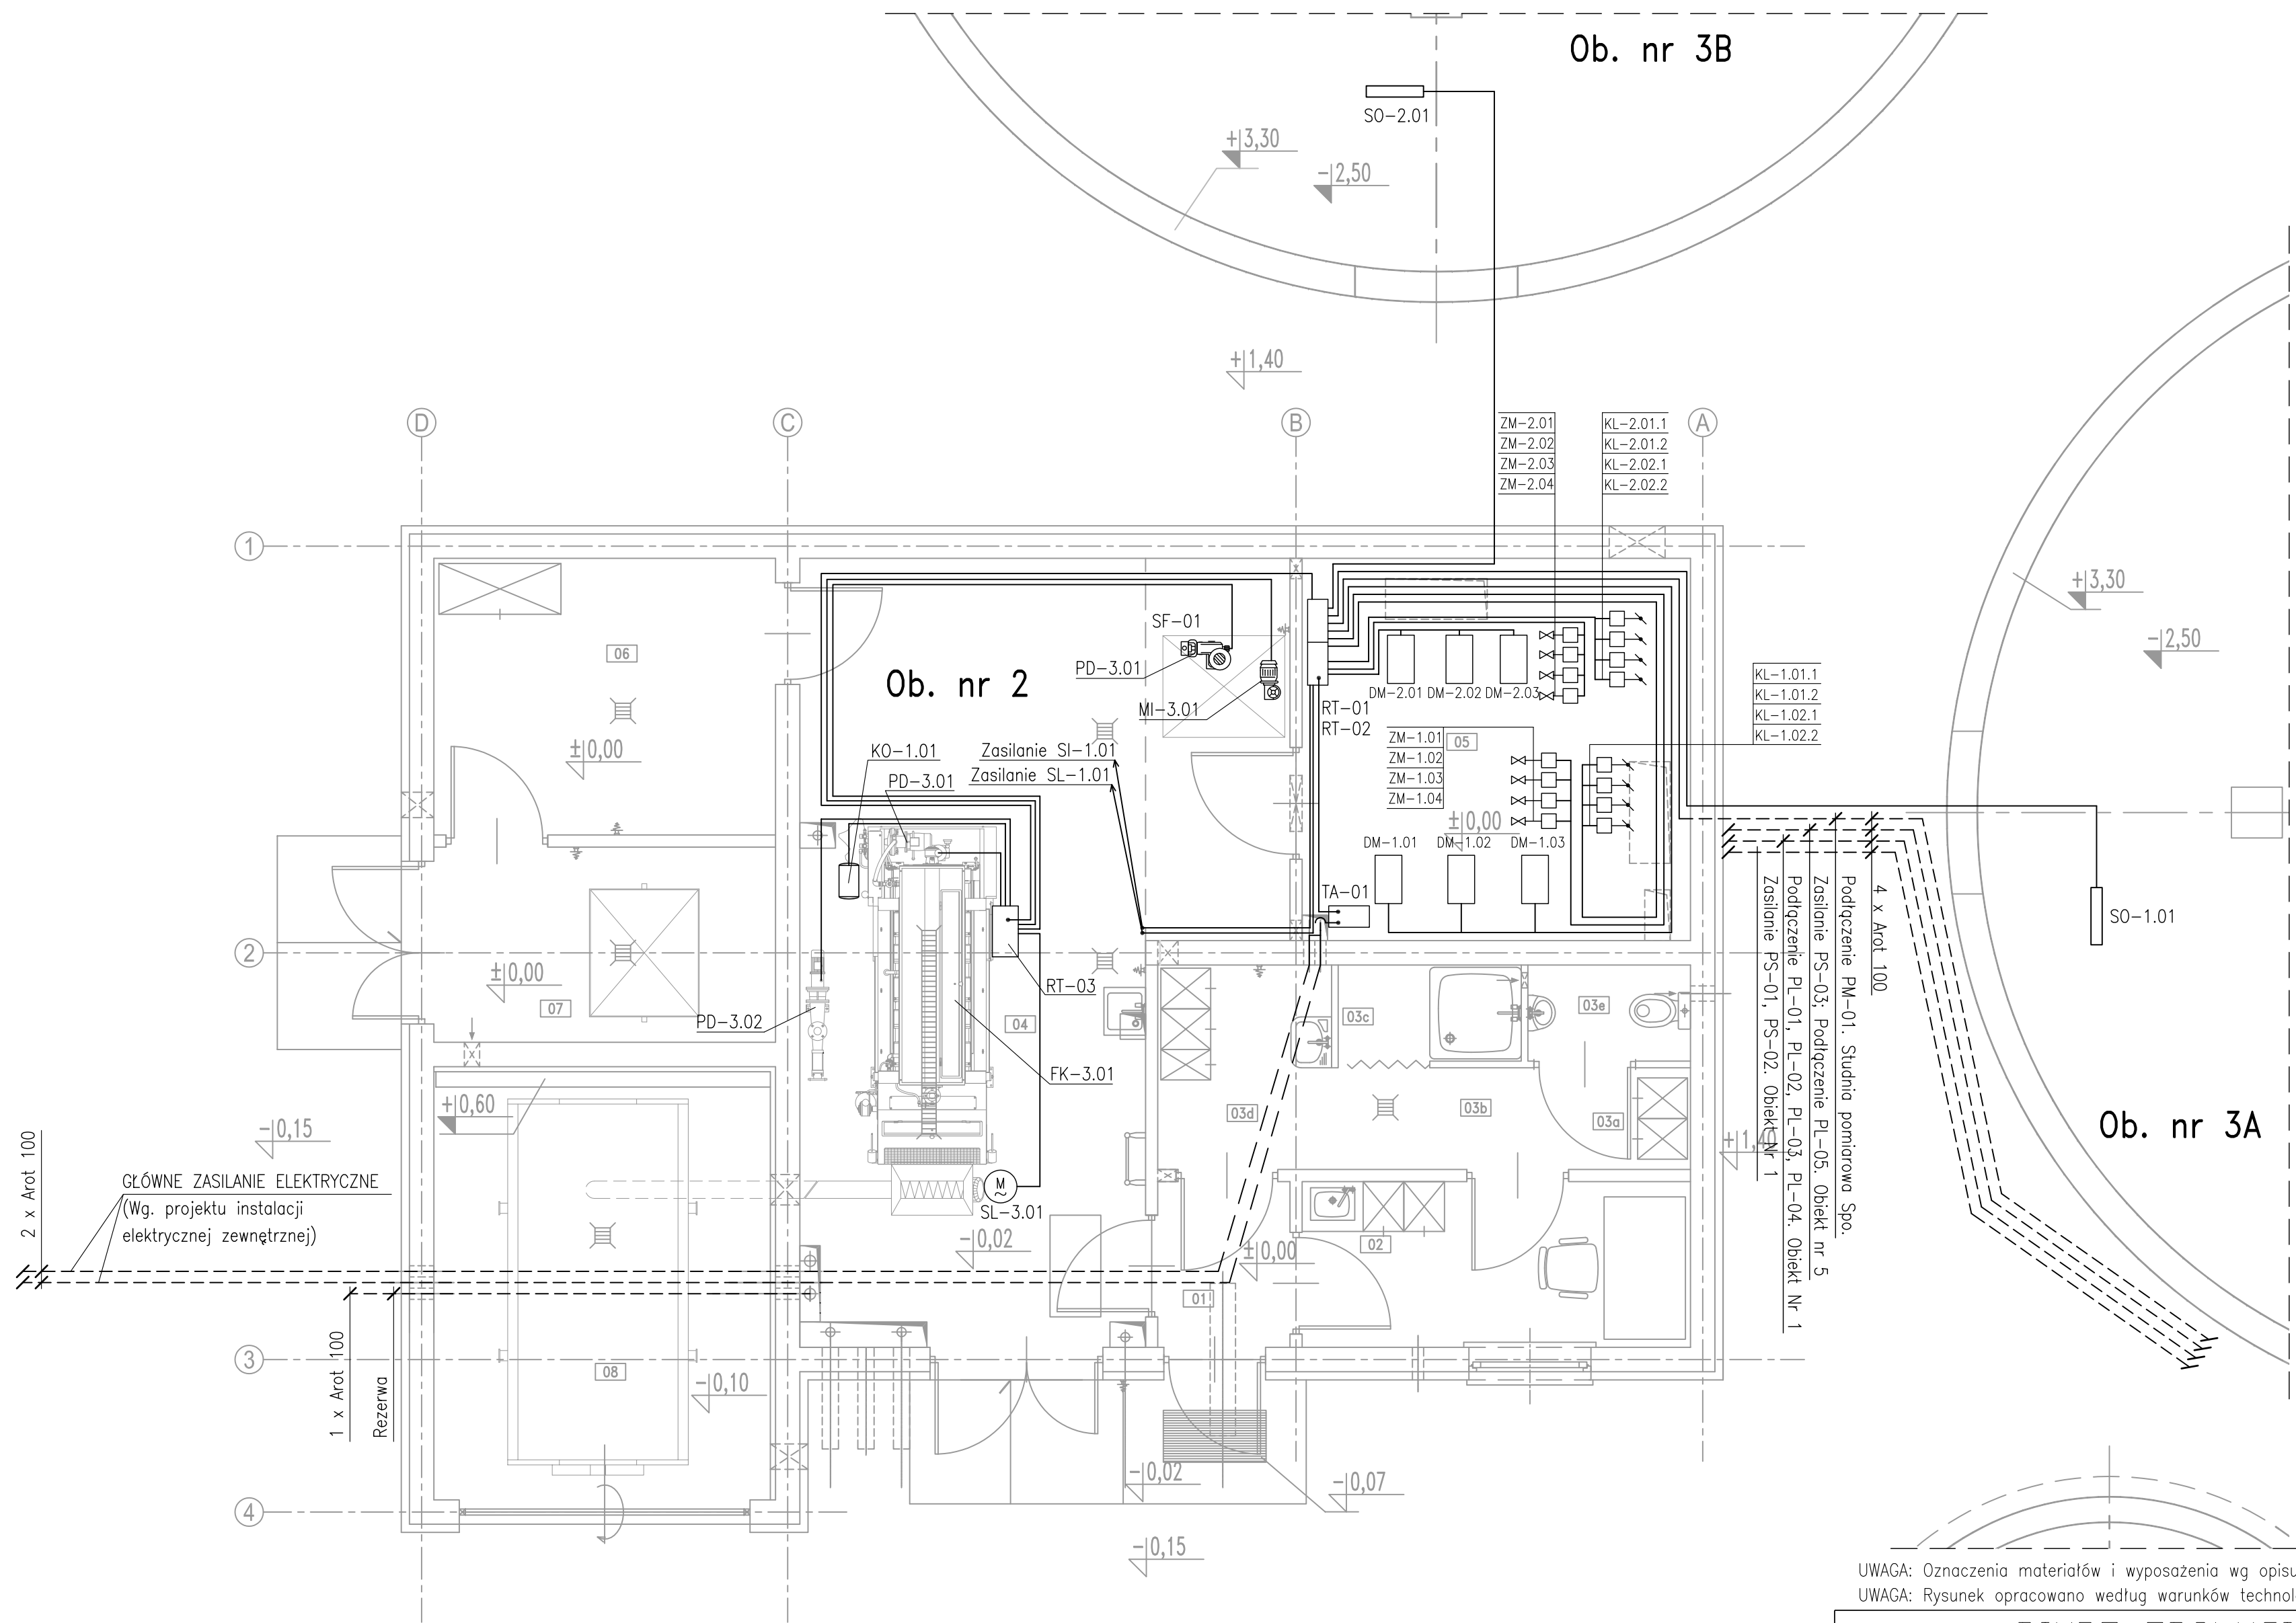 Ob. nr 3B
SO-2.01
+3,30
-2,50
+1,40
D
C
B
A
ZM-2.01
ZM-2.02
ZM-2.03
ZM-2.04
KL-2.01.1
KL-2.01.2
KL-2.02.1
KL-2.02.2
1
+3,30
-2,50
SF-01
06
PD-3.01
Ob. nr 2
DM-2.01 DM-2.02 DM-2.03
KL-1.01.1
KL-1.01.2
KL-1.02.1
KL-1.02.2
MI-3.01
RT-01
RT-02
±0,00
KO-1.01
Zasilanie SI-1.01
PD-3.01
Zasilanie SL-1.01
ZM-1.01
ZM-1.02
ZM-1.03
ZM-1.04
05
±0,00
DM-1.01
DM-1.02
DM-1.03
TA-01
4 x Arot 100
Podłączenie PM-01. Studnia pomiarowa Spo.
Zasilanie PS-03; Podłączenie PL-05. Obiekt nr 5
Podłączenie PL-01, PL-02, PL-03, PL-04. Obiekt Nr 1
Zasilanie PS-01, PS-02. Obiekt Nr 1
SO-1.01
2
±0,00
07
RT-03
PD-3.02
04
03c
03e
FK-3.01
+0,60
03d
03b
03a
-0,15
+1,40
Ob. nr 3A
2 x Arot 100
GŁÓWNE ZASILANIE ELEKTRYCZNE
(Wg. projektu instalacji
elektrycznej zewnętrznej)
M
~
SL-3.01
-0,02
±0,00
02
01
1 x Arot 100
Rezerwa
3
08
-0,10
-0,02
-0,07
4
-0,15
UWAGA: Oznaczenia materiałów i wyposażenia wg opisu
UWAGA: Rysunek opracowano według warunków technol